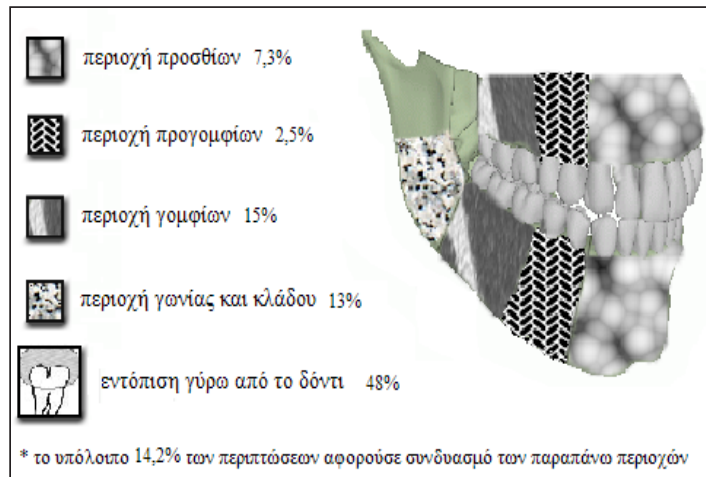 περιοχή προσθίων 7,3%
περιοχή προγομφίων 2,5%
περιοχή γομφίων 15%
περιοχή γωνίας και κλάδου 13%
εντόπιση γύρω από το δόντι 48%
* το υπόλοιπο 14,2% των περιπτώσεων αφορούσε συνδυασμό των παραπάνω περιοχών